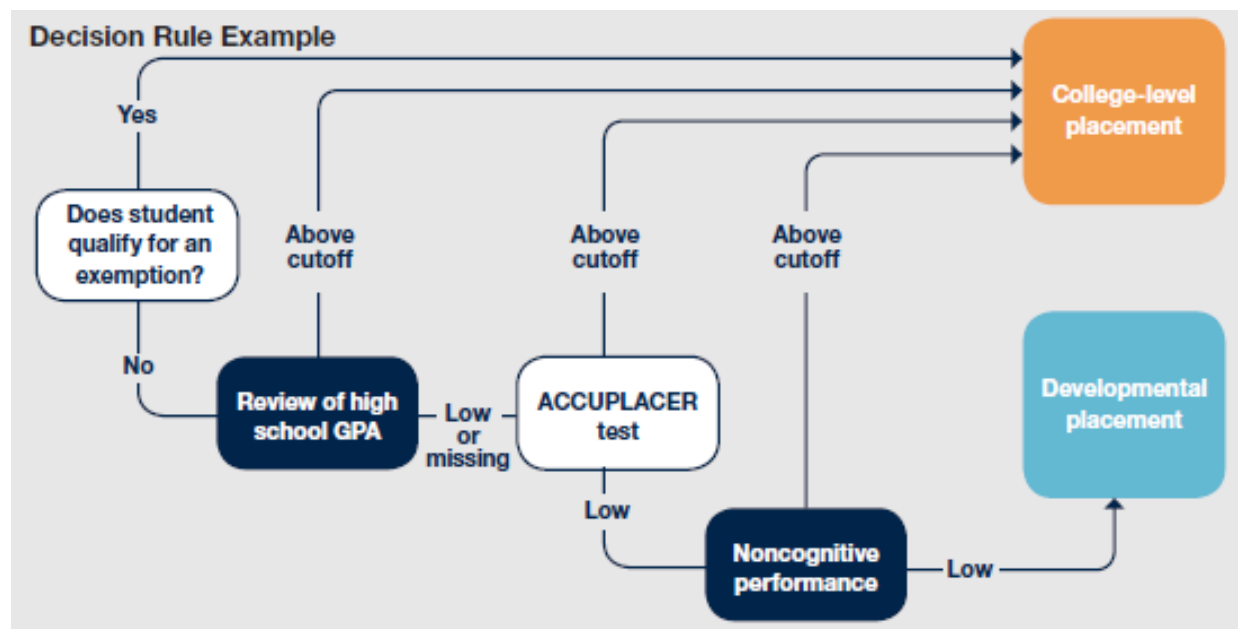 Decision Rule Example
Yes
Does student
qualify for an
exemption?
No
Above
cutoff
Review of high
school GPA
Low
or
missing
Above
cutoff
ACCUPLACER
test
Low
Above
cutoff
Noncognitive
performance
Low
College-level
placement
Developmental
placement